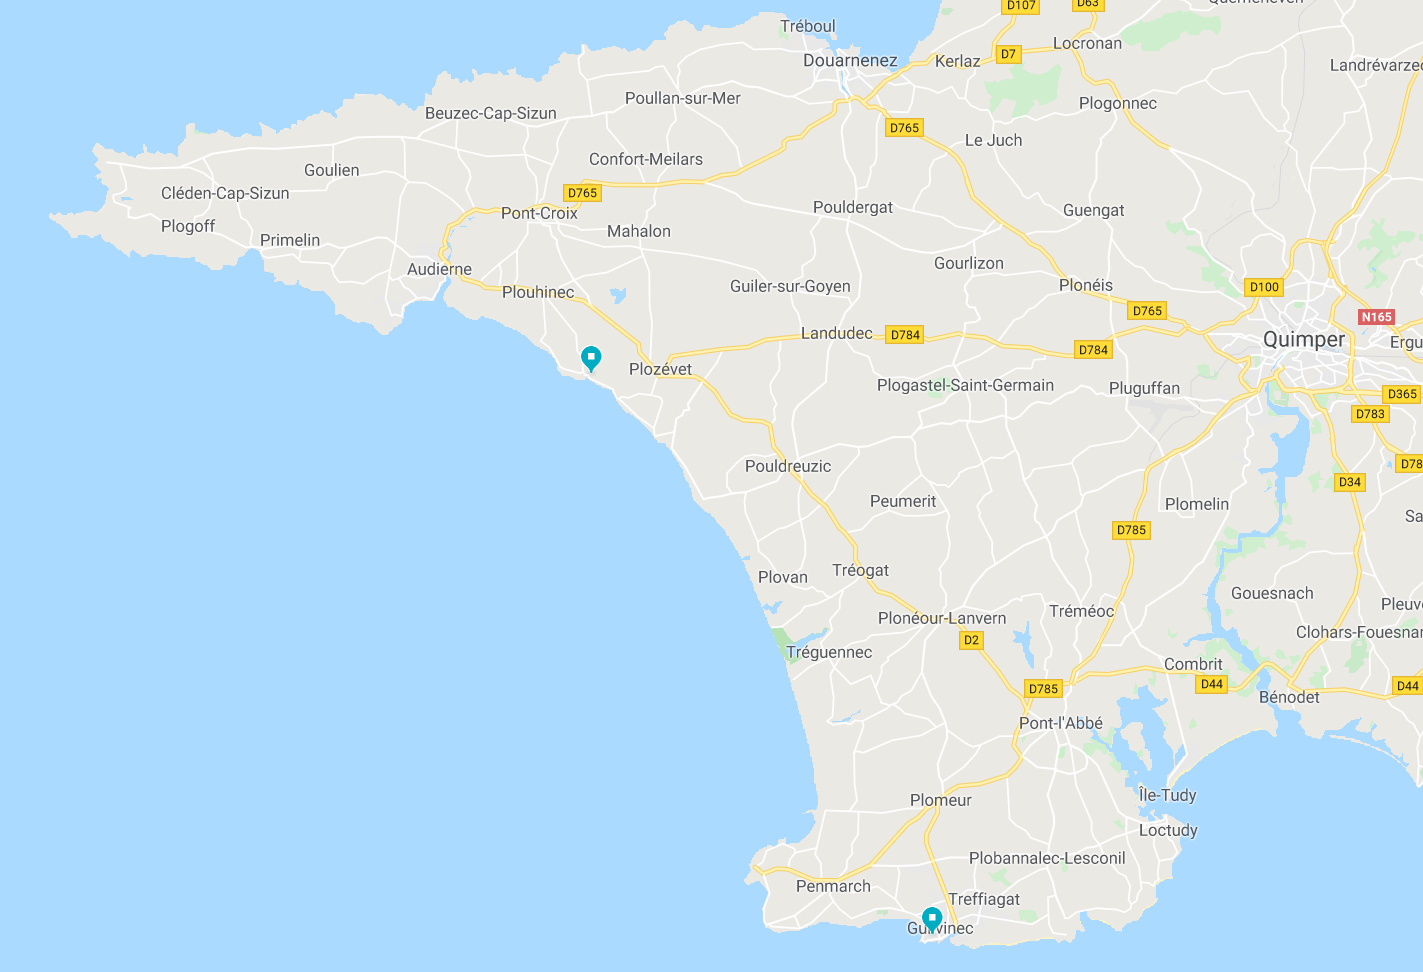 D107
D63
Quéménéven
Tréboul
Locronan
Douarnenez
Kerlaz
D7
Landrévarzec
Poullan-sur-Mer
Plogonnec
Beuzec-Cap-Sizun
D765
Le Juch
Confort-Meilars
Goulien
Cléden-Cap-Sizun
D765
Pont-Croix
Pouldergat
Guengat
Plogoff
Mahalon
Primelin
Gourlizon
Audierne
Plouhinec
Guiler-sur-Goyen
Plonéis
D100
D765
N165
Landudec
D784
Quimper
Ergu
D784
Plozévet
Plogastel-Saint-Germain
Pluguffan
D365
D783
Pouldreuzic
D78
D34
Peumerit
Plomelin
Sa
D785
Plovan
Tréogat
Gouesnach
Pleuv
Plonéour-Lanvern
Tréméoc
D2
Clohars-Fouesnan
Tréguennec
Combrit
D785
D44
D44
Bénodet
Pont-l'Abbé
Plomeur
Île-Tudy
Loctudy
Plobannalec-Lesconil
Penmarch
Treffiagat
Guilvinec